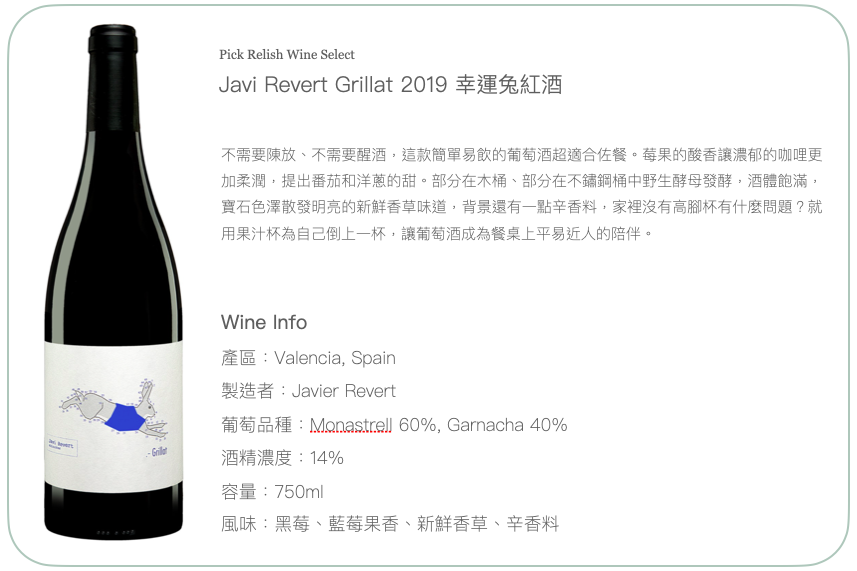 Pick Relish Wine Select
Javi Revert Grillat 2019 幸運兔紅酒
不需要陳放、不需要醒酒，這款簡單易飲的葡萄酒超適合佐餐。莓果的酸香讓濃郁的咖哩更
加柔潤，提出番茄和洋蔥的甜。部分在木桶、部分在不鏽鋼桶中野生酵母發酵，酒體飽滿，
寶石色澤散發明亮的新鮮香草味道，背景還有一點辛香料，家裡沒有高腳杯有什麼問題？就
用果汁杯為自己倒上一杯，讓葡萄酒成為餐桌上平易近人的陪伴。
Wine Info
產區：Valencia, Spain
製造者：Javier Revert
葡萄品種：Monastrell 60%, Garnacha 40%
酒精濃度：14%
容量：750ml
風味：黑莓、藍莓果香、新鮮香草、辛香料
Javi Revert
Grillat